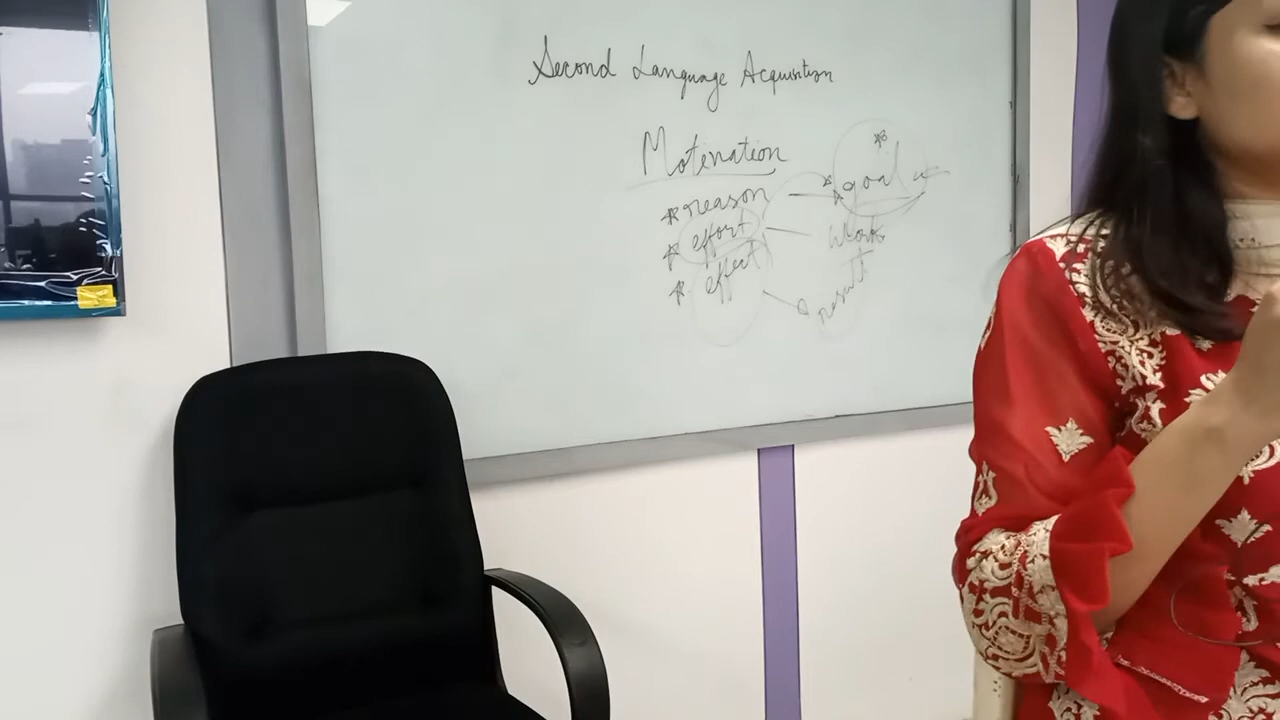 Second Language Acquisition
Motivation
* reason — * goal
* effort — Work
* effect → result